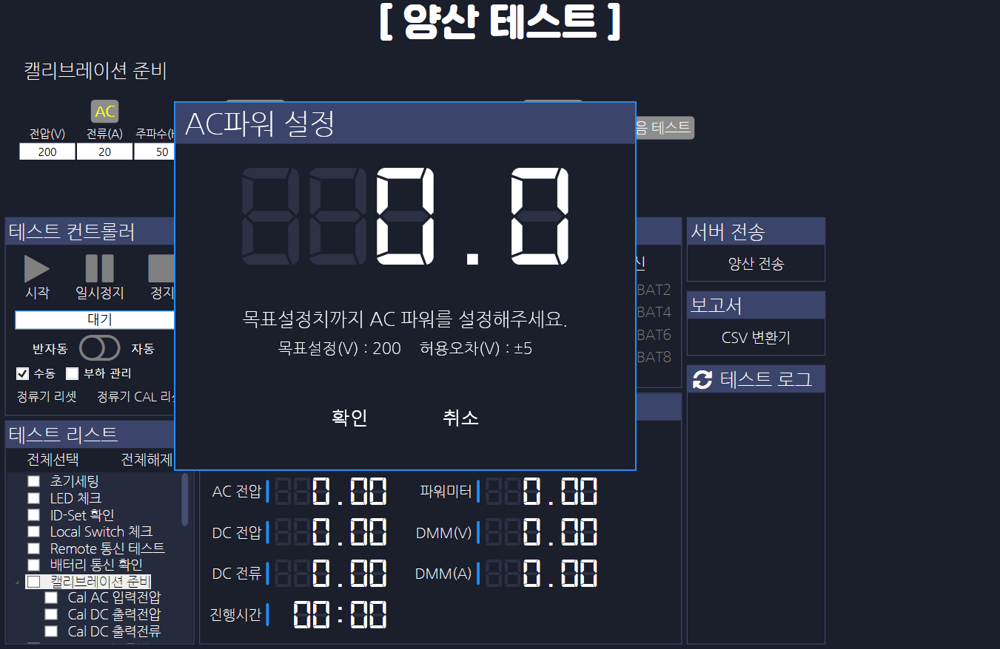 [ 양산 테스트 ]
캘리브레이션 준비
AC
전압(V) 전류(A)
200 20 50
테스트
AC파워 설정
0.0
목표설정치까지 AC 파워를 설정해주세요.
목표설정(V) : 200 허용오차(V) : ±5
확인 취소
테스트 컨트롤러
시작 일시정지
대기
반자동 자동
수동 부하 관리
정류기 리셋 정류기 CAL
BAT2
BAT4
BAT6
BAT8
서버 전송
양산 전송
보고서
CSV 변환기
테스트 로그
테스트 리스트
전체선택 전체해제
초기세팅
LED 체크
ID-Set 확인
Local Switch 체크
Remote 통신 테스트
배터리 통신 확인
캘리브레이션 준비
Cal AC 입력전압
Cal DC 출력전압
Cal DC 출력전류
AC 전압 0.00 파워미터 0.00
DC 전압 0.00 DMM(V) 0.00
DC 전류 0.00 DMM(A) 0.00
진행시간 00:00